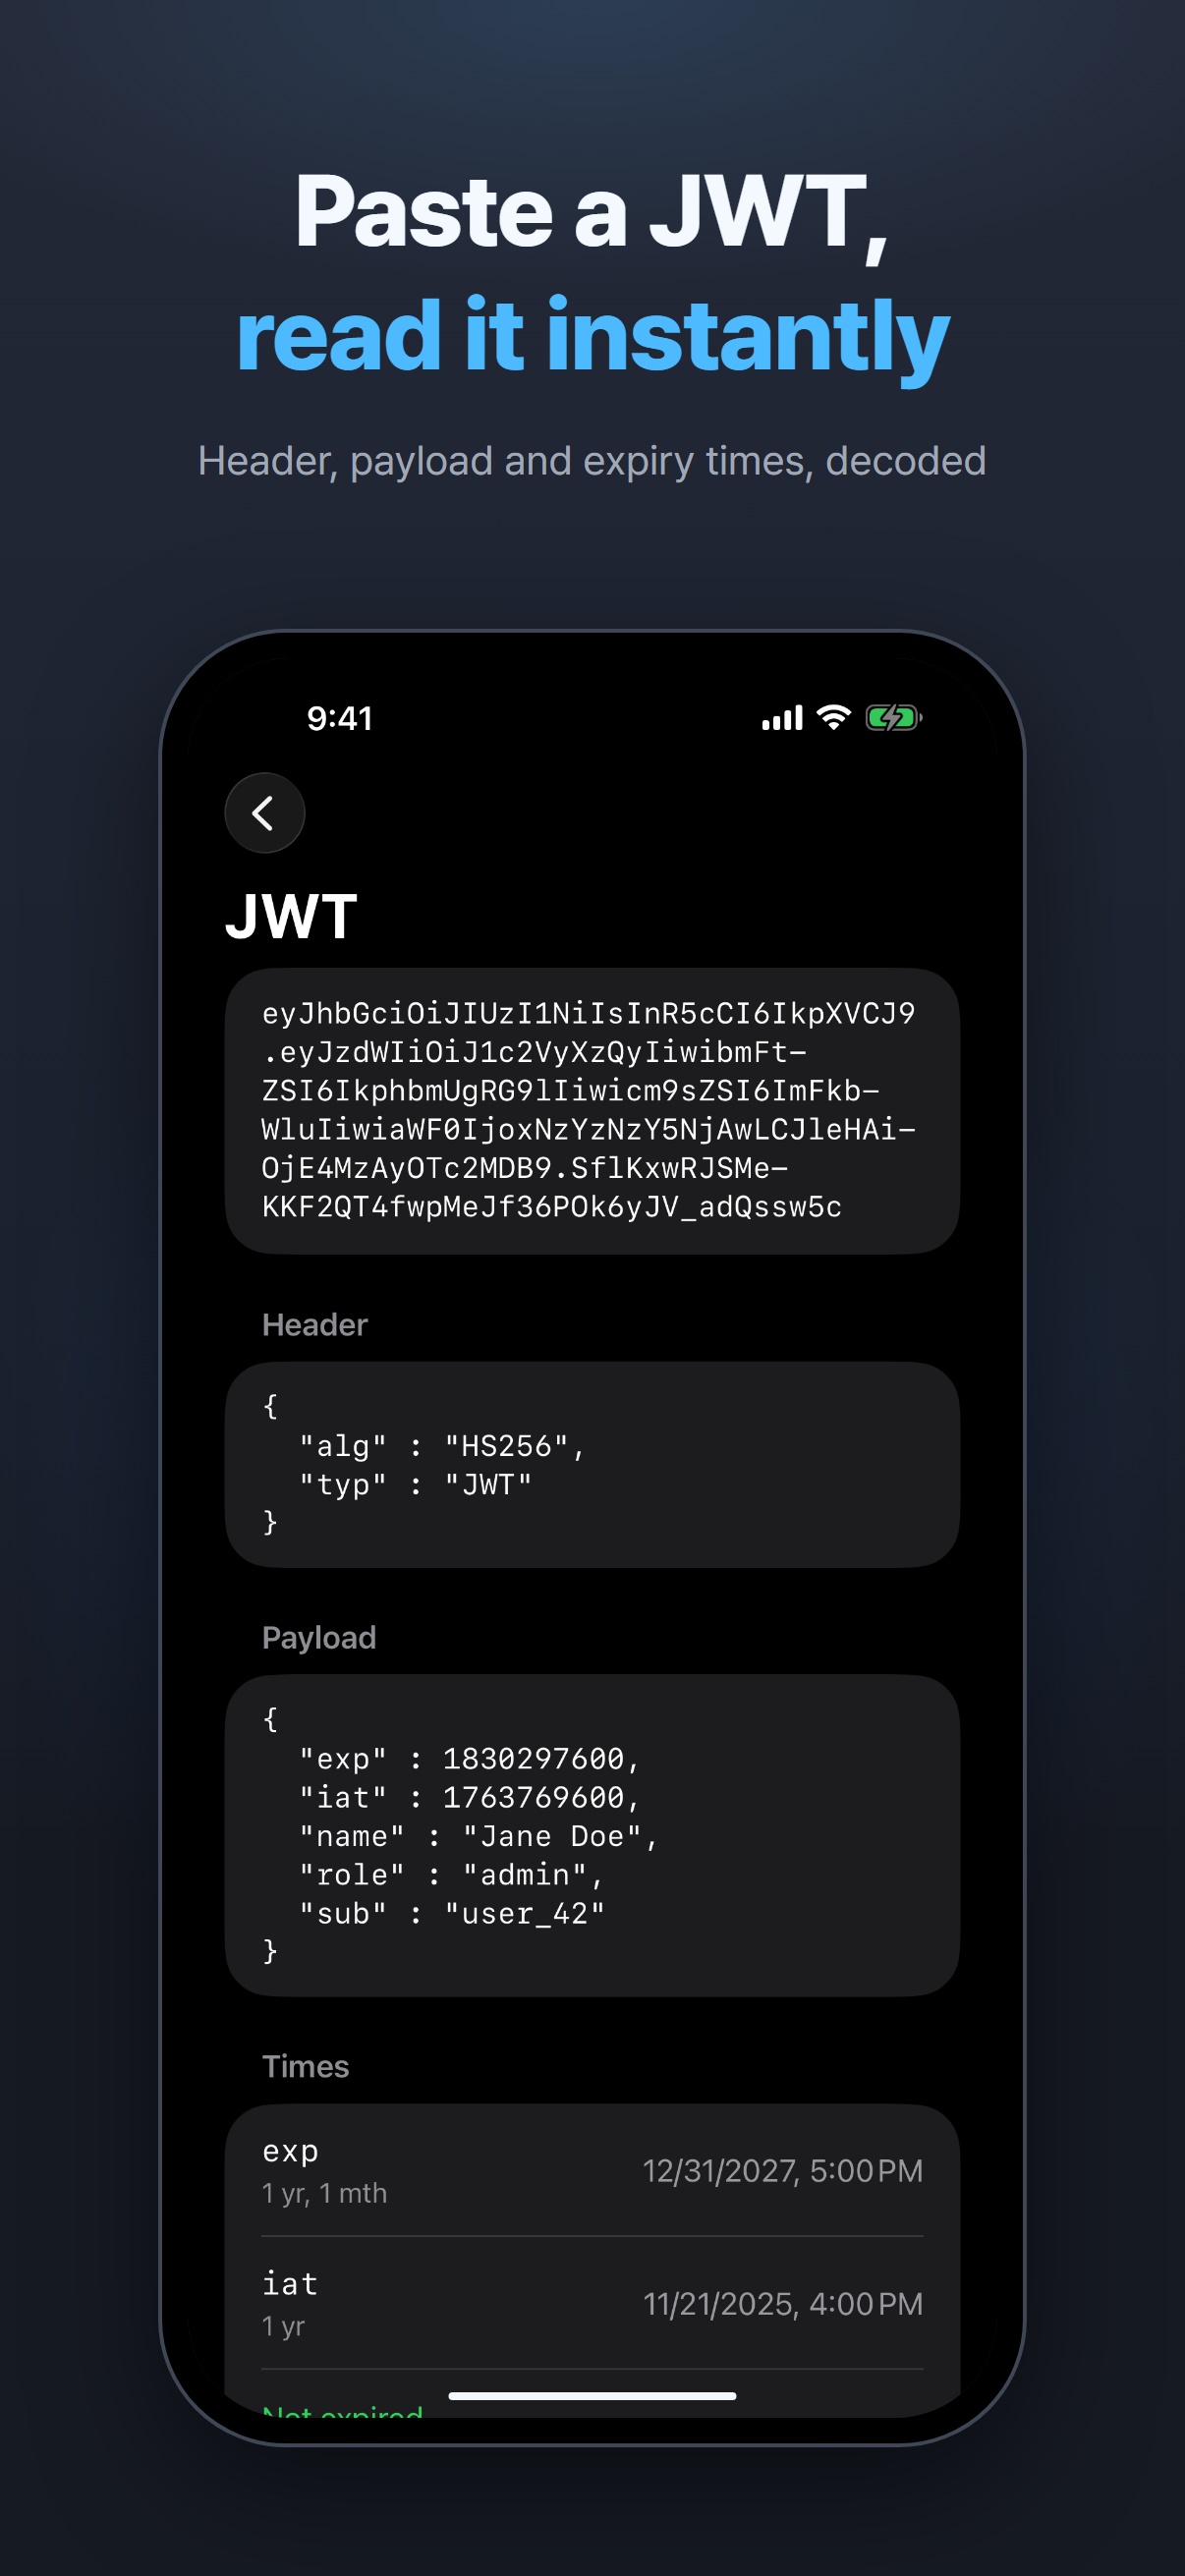 Paste a JWT,
read it instantly
Header, payload and expiry times, decoded
9:41
JWT
eyJhbGciOiJIUzI1NiIsInR5cCI6IkpXVCJ9
.eyJzdWIiOiJ1c2VyXzQyIiwibmFt-
ZSI6IkphbmUgRG9lIiwicm9sZSI6ImFkb-
WluIiwiaWF0IjoxNzYzNzY5NjAwLCJleHAi-
OjE4MzAyOTc2MDB9.SflKxwRJSMe-
KKF2QT4fwpMeJf36POk6yJV_adQssw5c
Header
{
"alg" : "HS256",
"typ" : "JWT"
}
Payload
{
"exp" : 1830297600,
"iat" : 1763769600,
"name" : "Jane Doe",
"role" : "admin",
"sub" : "user_42"
}
Times
exp
12/31/2027, 5:00 PM
1 yr, 1 mth
iat
11/21/2025, 4:00 PM
1 yr
Not expired